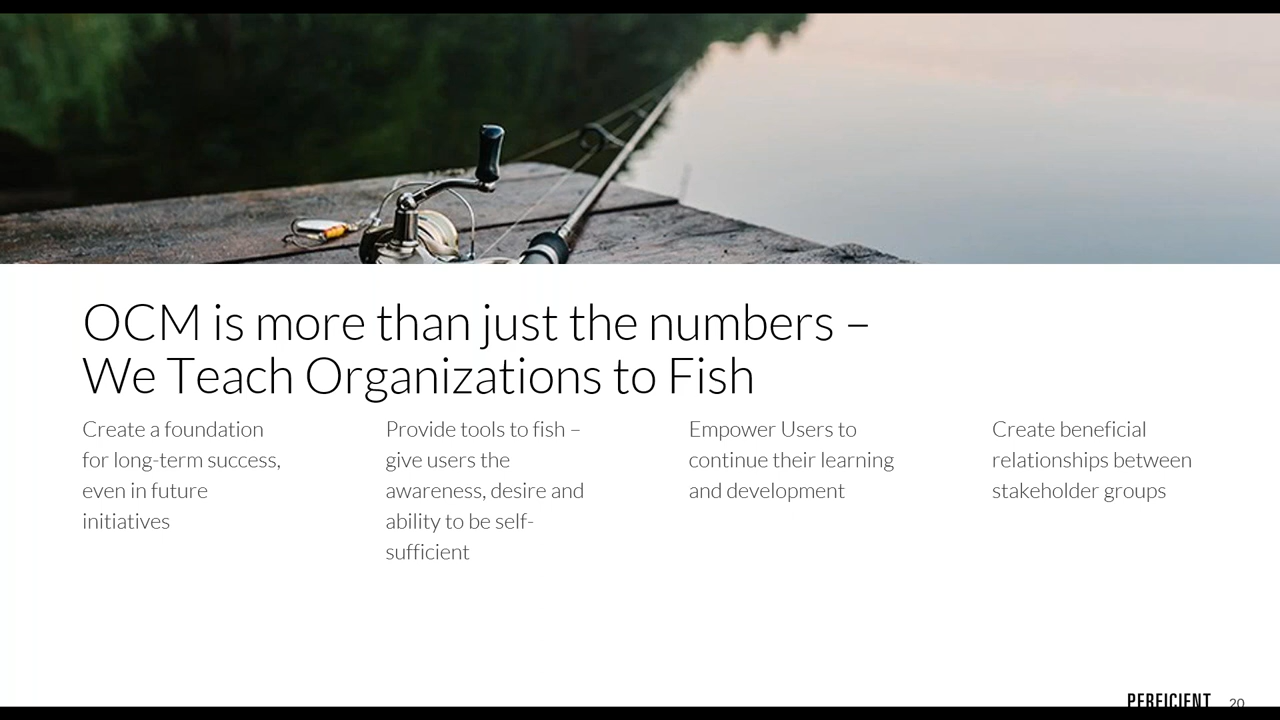 OCM is more than just the numbers –
We Teach Organizations to Fish
Create a foundation
for long-term success,
even in future
initiatives
Provide tools to fish –
give users the
awareness, desire and
ability to be self-
sufficient
Empower Users to
continue their learning
and development
Create beneficial
relationships between
stakeholder groups
PERFICIENT 20